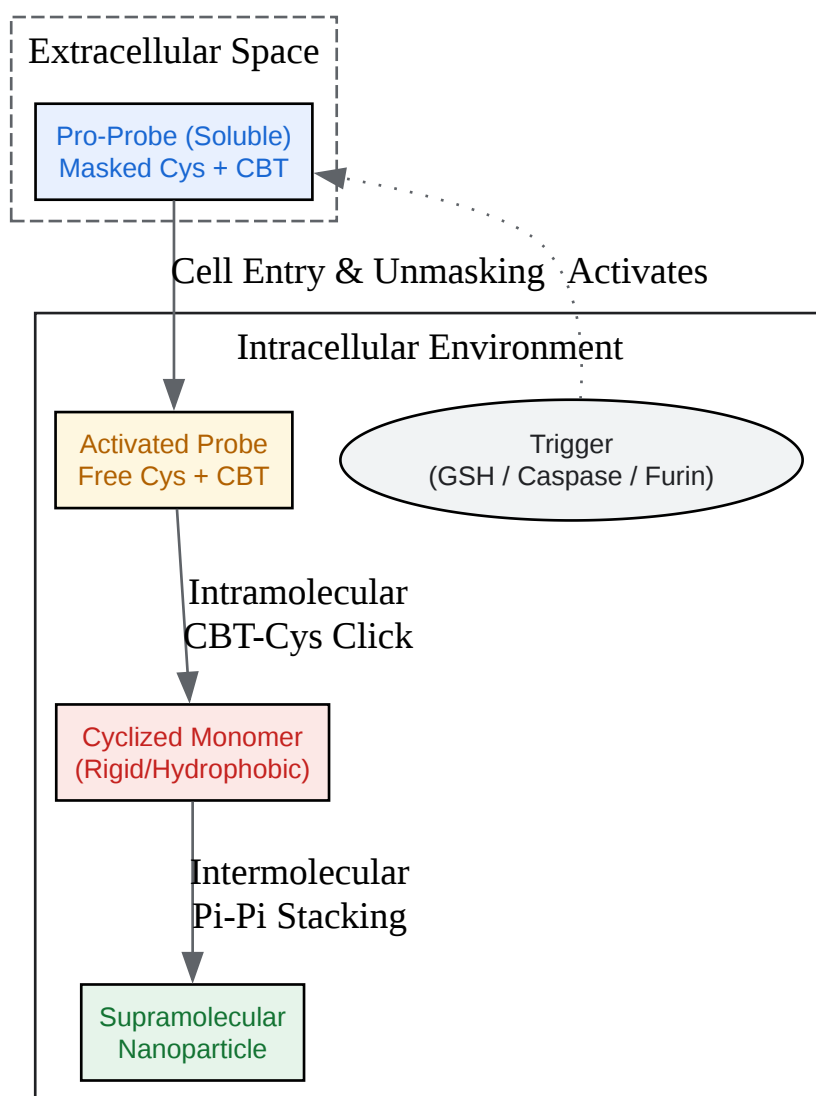 Extracellular Space
Pro-Probe (Soluble)
Masked Cys + CBT
Cell Entry & Unmasking
Activates
Intracellular Environment
Activated Probe
Free Cys + CBT
Trigger
(GSH / Caspase / Furin)
Intramolecular
CBT-Cys Click
Cyclized Monomer
(Rigid/Hydrophobic)
Intermolecular
Pi-Pi Stacking
Supramolecular
Nanoparticle